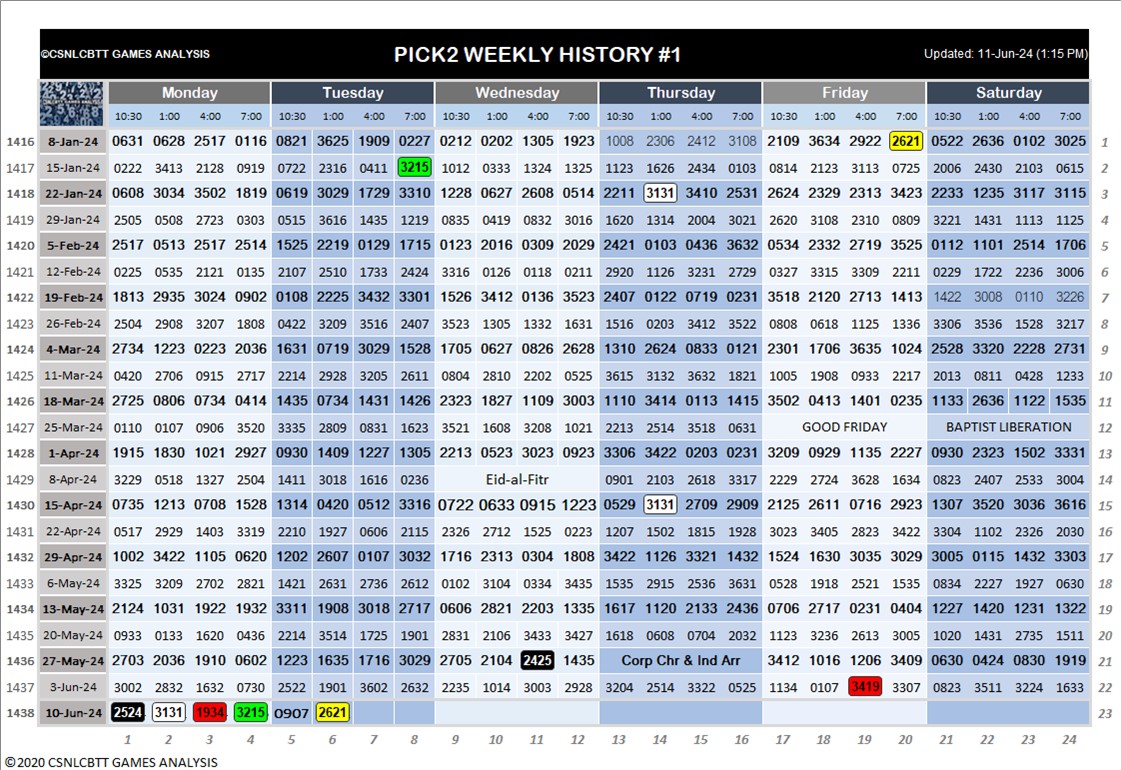 ©CSNLCBTT GAMES ANALYSIS PICK2 WEEKLY HISTORY #1 Updated: 11-Jun-24 (1:15 PM)
Monday Tuesday Wednesday Thursday Friday Saturday
10:30 1:00 4:00 7:00 10:30 1:00 4:00 7:00 10:30 1:00 4:00 7:00 10:30 1:00 4:00 7:00 10:30 1:00 4:00 7:00 10:30 1:00 4:00 7:00
1416 8-Jan-24 0631 0628 2517 0116 0821 3625 1909 0227 0212 0202 1305 1923 1008 2306 2412 3108 2109 3634 2922 2621 0522 2636 0102 3025 1
1417 15-Jan-24 0222 3413 2128 0919 0722 2316 0411 3215 1012 0333 1324 1325 1123 1626 2434 0103 0814 2123 3113 0725 2006 2430 2103 0615 2
1418 22-Jan-24 0608 3034 3502 1819 0619 3029 1729 3310 1228 0627 2608 0514 2211 3131 3410 2531 2624 2329 2313 3423 2233 1235 3117 3115 3
1419 29-Jan-24 2505 0508 2723 0303 0515 3616 1435 1219 0835 0419 0832 3016 1620 1314 2004 3021 2620 3108 2310 0809 3221 1431 1113 1125 4
1420 5-Feb-24 2517 0513 2517 2514 1525 2219 0129 1715 0123 2016 0309 2029 2421 0103 0436 3632 0534 2332 2719 3525 0112 1101 2514 1706 5
1421 12-Feb-24 0225 0535 2121 0135 2107 2510 1733 2424 3316 0126 0118 0211 2920 1126 3231 2729 0327 3315 3309 2211 0229 1722 2236 3006 6
1422 19-Feb-24 1813 2935 3024 0902 0108 2225 3432 3301 1526 3412 0136 3523 2407 0122 0719 0231 3518 2120 2713 1413 1422 3008 0110 3226 7
1423 26-Feb-24 2504 2908 3207 1808 0422 3209 3516 2407 3523 1305 1332 1631 1516 0203 3412 3522 0808 0618 1125 1336 3306 3536 1528 3217 8
1424 4-Mar-24 2734 1223 0223 2036 1631 0719 3029 1528 1705 0627 0826 2628 1310 2624 0833 0121 2301 1706 3635 1024 2528 3320 2228 2731 9
1425 11-Mar-24 0420 2706 0915 2717 2214 2928 3205 2611 0804 2810 2202 0525 3615 3132 3632 1821 1005 1908 0933 2217 2013 0811 0428 1233 10
1426 18-Mar-24 2725 0806 0734 0414 1435 0734 1431 1426 2323 1827 1109 3003 1110 3414 0113 1415 3502 0413 1401 0235 1133 2636 1122 1535 11
1427 25-Mar-24 0110 0107 0906 3520 3335 2809 0831 1623 3521 1608 3208 1021 2213 2514 3518 0631 GOOD FRIDAY BAPTIST LIBERATION 12
1428 1-Apr-24 1915 1830 1021 2927 0930 1409 1227 1305 2213 0523 3023 0923 3306 3422 0203 0231 3209 0929 1135 2227 0930 2323 1502 3331 13
1429 8-Apr-24 3229 0518 1327 2504 1411 3018 1616 0236 Eid-al-Fitr 0901 2103 2618 3317 2229 2724 3628 1634 0823 2407 2533 3004 14
1430 15-Apr-24 0735 1213 0708 1528 1314 0420 0512 3316 0722 0633 0915 1223 0529 3131 2709 2909 2125 2611 0716 2923 1307 3520 3036 3616 15
1431 22-Apr-24 0517 2929 1403 3319 2210 1927 0606 2115 2326 2712 1525 0223 1207 1502 1815 1928 3023 3405 2823 3422 3304 1102 2326 2030 16
1432 29-Apr-24 1002 3422 1105 0620 1202 2607 0107 3032 1716 2313 0304 1808 3422 1126 3321 1432 1524 1630 3035 3029 3005 0115 1432 3303 17
1433 6-May-24 3325 3209 2702 2821 1421 2631 2736 2612 0102 3104 0334 3435 1535 2915 2536 3631 0528 1918 2521 1535 0834 2227 1927 0630 18
1434 13-May-24 2124 1031 1922 1932 3311 1908 3018 2717 0606 2821 2203 1335 1617 1120 2133 2436 0706 2717 0231 0404 1227 1420 1231 1322 19
1435 20-May-24 0933 0133 1620 0436 2214 3514 1725 1901 2831 2106 3433 3427 1618 0608 0704 2032 1123 3236 2613 3005 1020 1431 2735 1511 20
1436 27-May-24 2703 2036 1910 0602 1223 1635 1716 3029 2705 2104 2425 1435 Corp Chr & Ind Arr 3412 1016 1206 3409 0630 0424 0830 1919 21
1437 3-Jun-24 3002 2832 1632 0730 2522 1901 3602 2632 2235 1014 3003 2928 3204 2514 3322 0525 1134 0107 3419 3307 0823 3511 3224 1633 22
1438 10-Jun-24 2524 3131 1934 3215 0907 2621 23
1 2 3 4 5 6 7 8 9 10 11 12 13 14 15 16 17 18 19 20 21 22 23 24
©2020 CSNLCBTT GAMES ANALYSIS